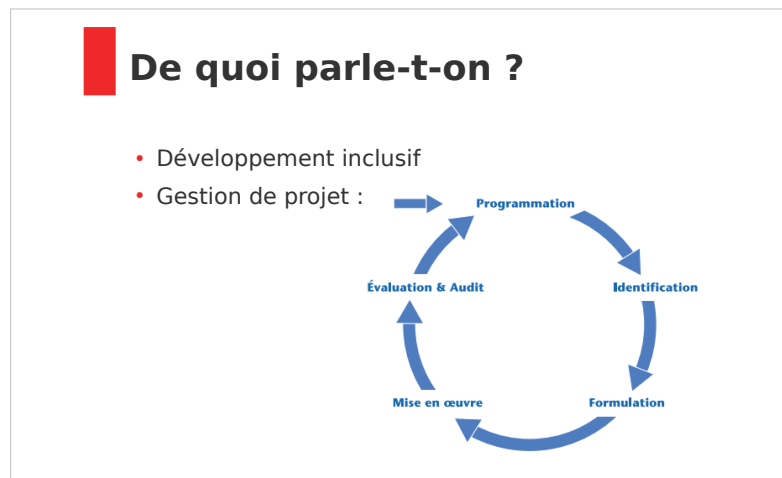 De quoi parle-t-on ?
• Développement inclusif
• Gestion de projet :
Programmation
Évaluation & Audit
Identification
Mise en œuvre
Formulation